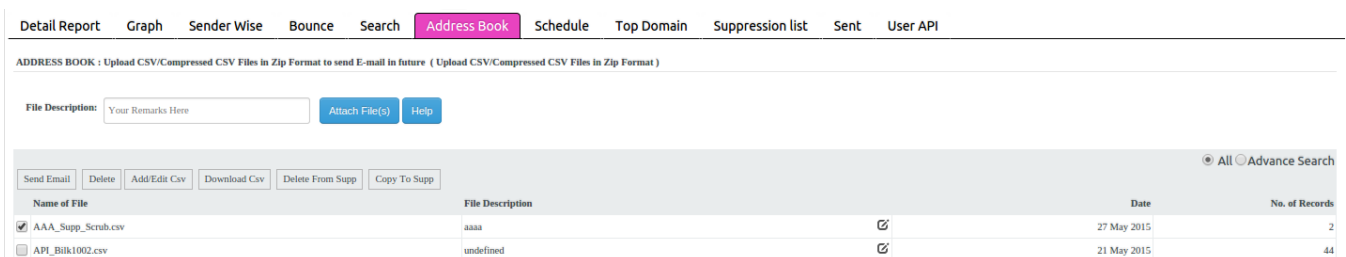 Detail Report Graph Sender Wise Bounce Search Address Book Schedule Top Domain Suppression list Sent User API
ADDRESS BOOK : Upload CSV/Compressed CSV Files in Zip Format to send E-mail in future ( Upload CSV/Compressed CSV Files in Zip Format )
File Description: Your Remarks Here Attach File(s) Help
All Advance Search
Send Email Delete Add/Edit Csv Download Csv Delete From Supp Copy To Supp
Name of File File Description Date No. of Records
AAA_Supp_Scrub.csv aaaa 27 May 2015 2
API_Bilk1002.csv undefined 21 May 2015 44